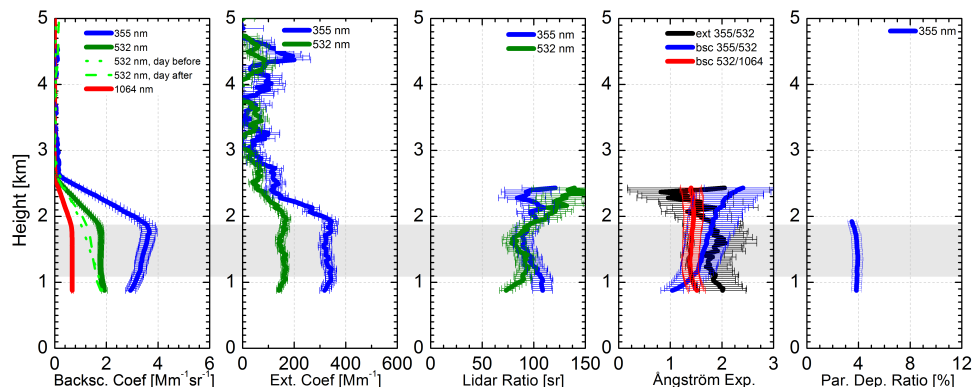 5
4
3
2
1
0
Height [km]
355 nm
532 nm
532 nm, day before
532 nm, day after
1064 nm
0 2 4 6
Backsc. Coef [Mm⁻¹sr⁻¹]
5
4
3
2
1
0
355 nm
532 nm
0 200 400 600
Ext. Coef [Mm⁻¹]
5
4
3
2
1
0
355 nm
532 nm
0 50 100 150
Lidar Ratio [sr]
5
4
3
2
1
0
ext 355/532
bsc 355/532
bsc 532/1064
0 1 2 3
Ångström Exp.
5
4
3
2
1
0
355 nm
0 4 8 12
Par. Dep. Ratio [%]